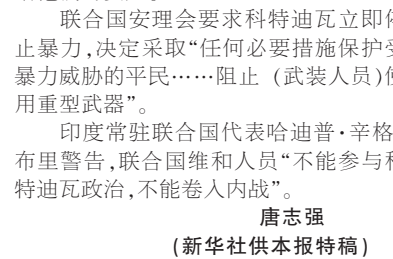 联合国安理会要求科特迪瓦立即
止暴力,决定采取“任何必要措施保护
暴力威胁的平民……阻止 (武装人员)
用重型武器”。
印度常驻联合国代表哈迪普·辛格
布里警告,联合国维和人员“不能参与
特迪瓦政治,不能卷入内战”。
唐志强
(新华社供本报特稿)